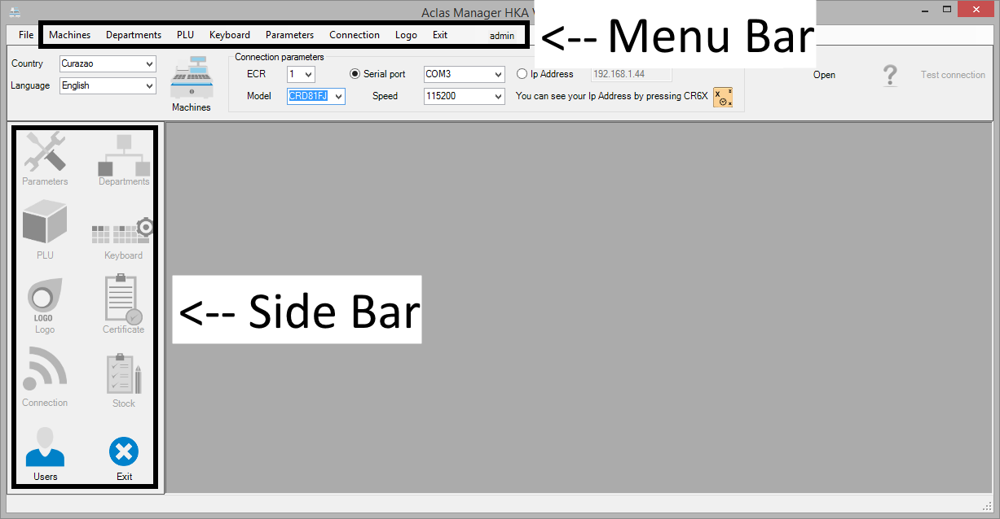 Aclas Manager HKA
File Machines Departments PLU Keyboard Parameters Connection Logo Exit admin
<-- Menu Bar
Country Curazao
Language English
Machines
Connection parameters
ECR 1 Serial port COM3 Ip Address 192.168.1.44
Model CRD81FJ Speed 115200 You can see your Ip Address by pressing CR6X
Open ? Test connection
Parameters Departments
PLU Keyboard
LOGO
Logo Certificate
Connection Stock
Users Exit
<-- Side Bar